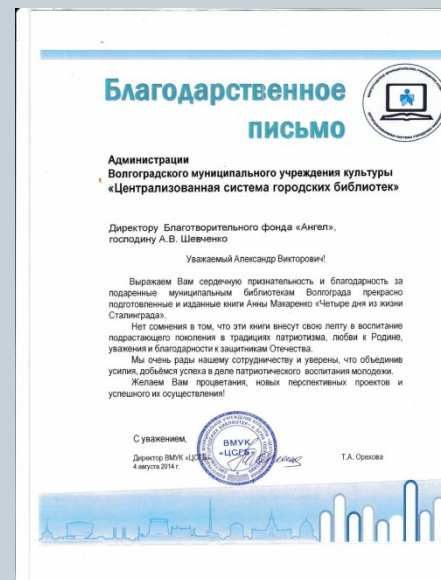 Благодарственное
письмо
Администрации
Волгоградского муниципального учреждения культуры
«Централизованная система городских библиотек»
Директору Благотворительного фонда «Ангел»,
господину А.В. Шевченко
Уважаемый Александр Викторович!
Выражаем Вам сердечную признательность и благодарность за
подаренные муниципальным библиотекам Волгограда прекрасно
подготовленные и изданные книги Анны Макаренко «Четыре дня из жизни
Сталинграда».
Нет сомнения в том, что эти книги внесут свою лепту в воспитание
подрастающего поколения в традициях патриотизма, любви к Родине,
уважения и благодарности к защитникам Отечества.
Мы очень рады нашему сотрудничеству и уверены, что объединив
усилия, добьёмся успеха в деле патриотического воспитания молодежи.
Желаем Вам процветания, новых перспективных проектов и
успешного их осуществления!
С уважением,
ВМУК
«ЦСГБ»
Директор ВМУК «ЦСГБ» Т.А. Орехова
4 августа 2014 г.